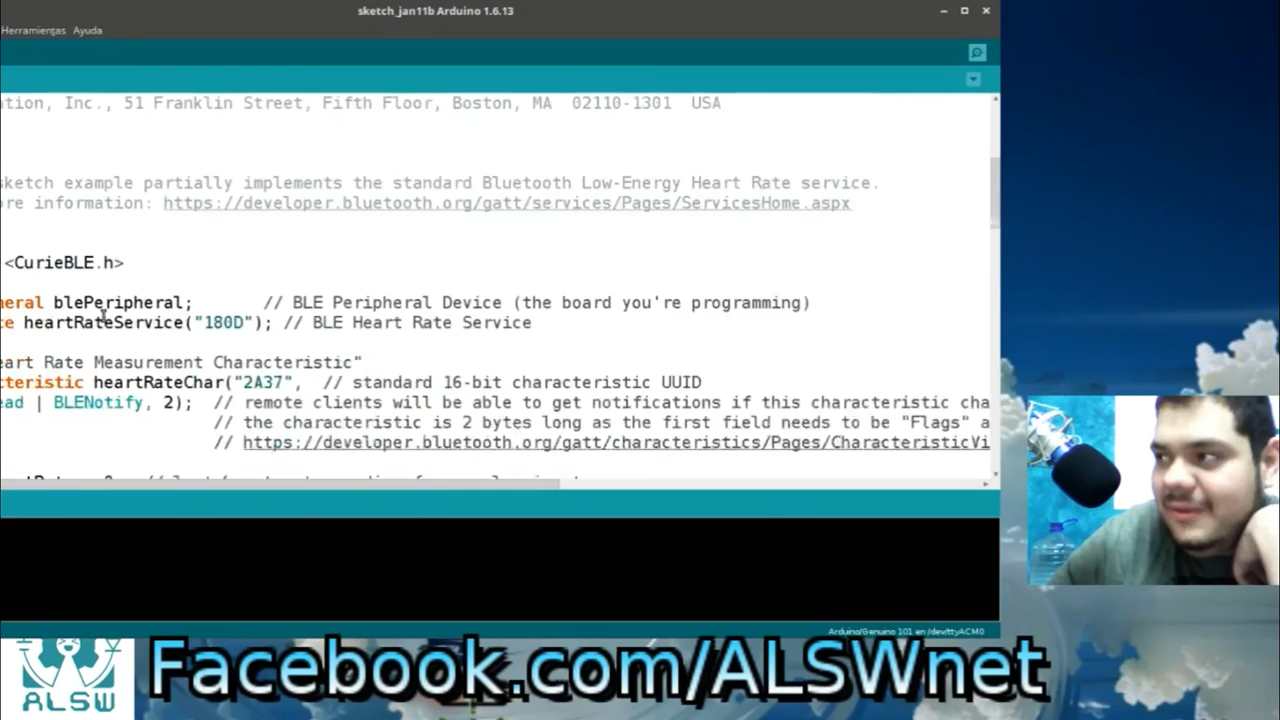 sketch_jan11b Arduino 1.6.13
Herramientas Ayuda
ation, Inc., 51 Franklin Street, Fifth Floor, Boston, MA 02110-1301 USA
sketch example partially implements the standard Bluetooth Low-Energy Heart Rate service.
ore information: https://developer.bluetooth.org/gatt/services/Pages/ServicesHome.aspx
<CurieBLE.h>
heral blePeripheral; // BLE Peripheral Device (the board you're programming)
ce heartRateService("180D"); // BLE Heart Rate Service
eart Rate Measurement Characteristic"
cteristic heartRateChar("2A37", // standard 16-bit characteristic UUID
ead | BLENotify, 2); // remote clients will be able to get notifications if this characteristic cha
// the characteristic is 2 bytes long as the first field needs to be "Flags" a
// https://developer.bluetooth.org/gatt/characteristics/Pages/CharacteristicVi
Arduino/Genuino 101 en /dev/ttyACM0
ALSW
Facebook.com/ALSWnet